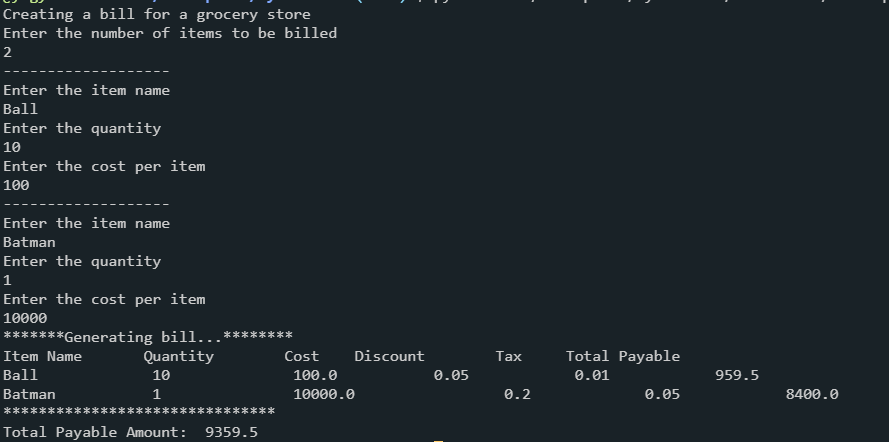 Creating a bill for a grocery store
Enter the number of items to be billed
2
-------------------
Enter the item name
Ball
Enter the quantity
10
Enter the cost per item
100
-------------------
Enter the item name
Batman
Enter the quantity
1
Enter the cost per item
10000
*******Generating bill...********
Item Name       Quantity        Cost    Discount        Tax     Total Payable
Ball             10              100.0           0.05            0.01            959.5
Batman           1               10000.0                 0.2             0.05            8400.0
*******************************
Total Payable Amount:  9359.5